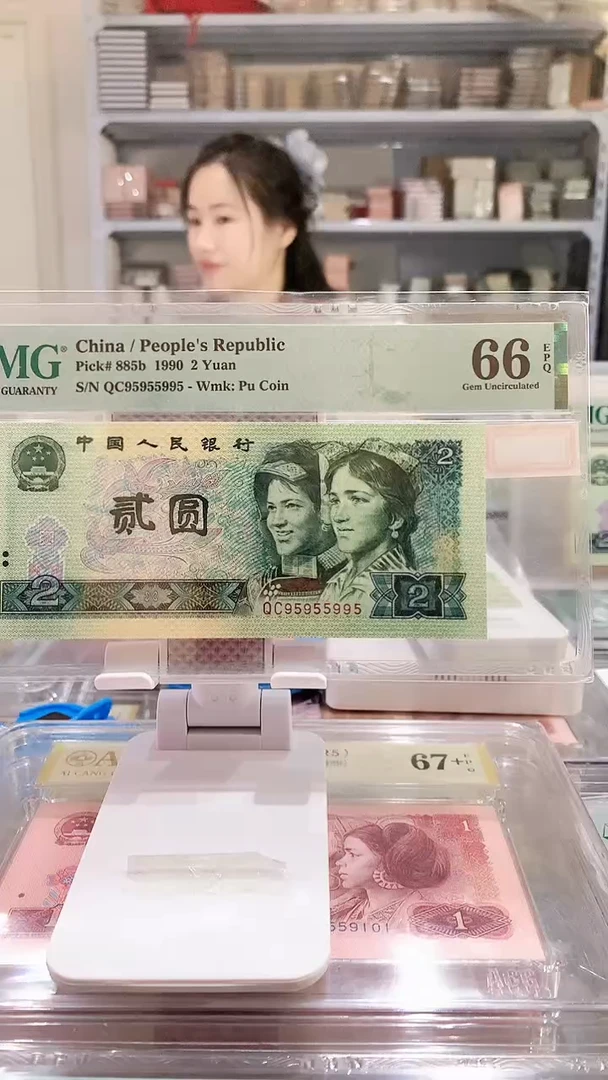 MG®
GUARANTY
China / People's Republic
Pick# 885b 1990 2 Yuan
S/N QC95955995 - Wmk: Pu Coin
66
EPQ
Gem Uncirculated
中国人民银行
2
贰圆
2
2
QC95955995
67+
1
1
559101